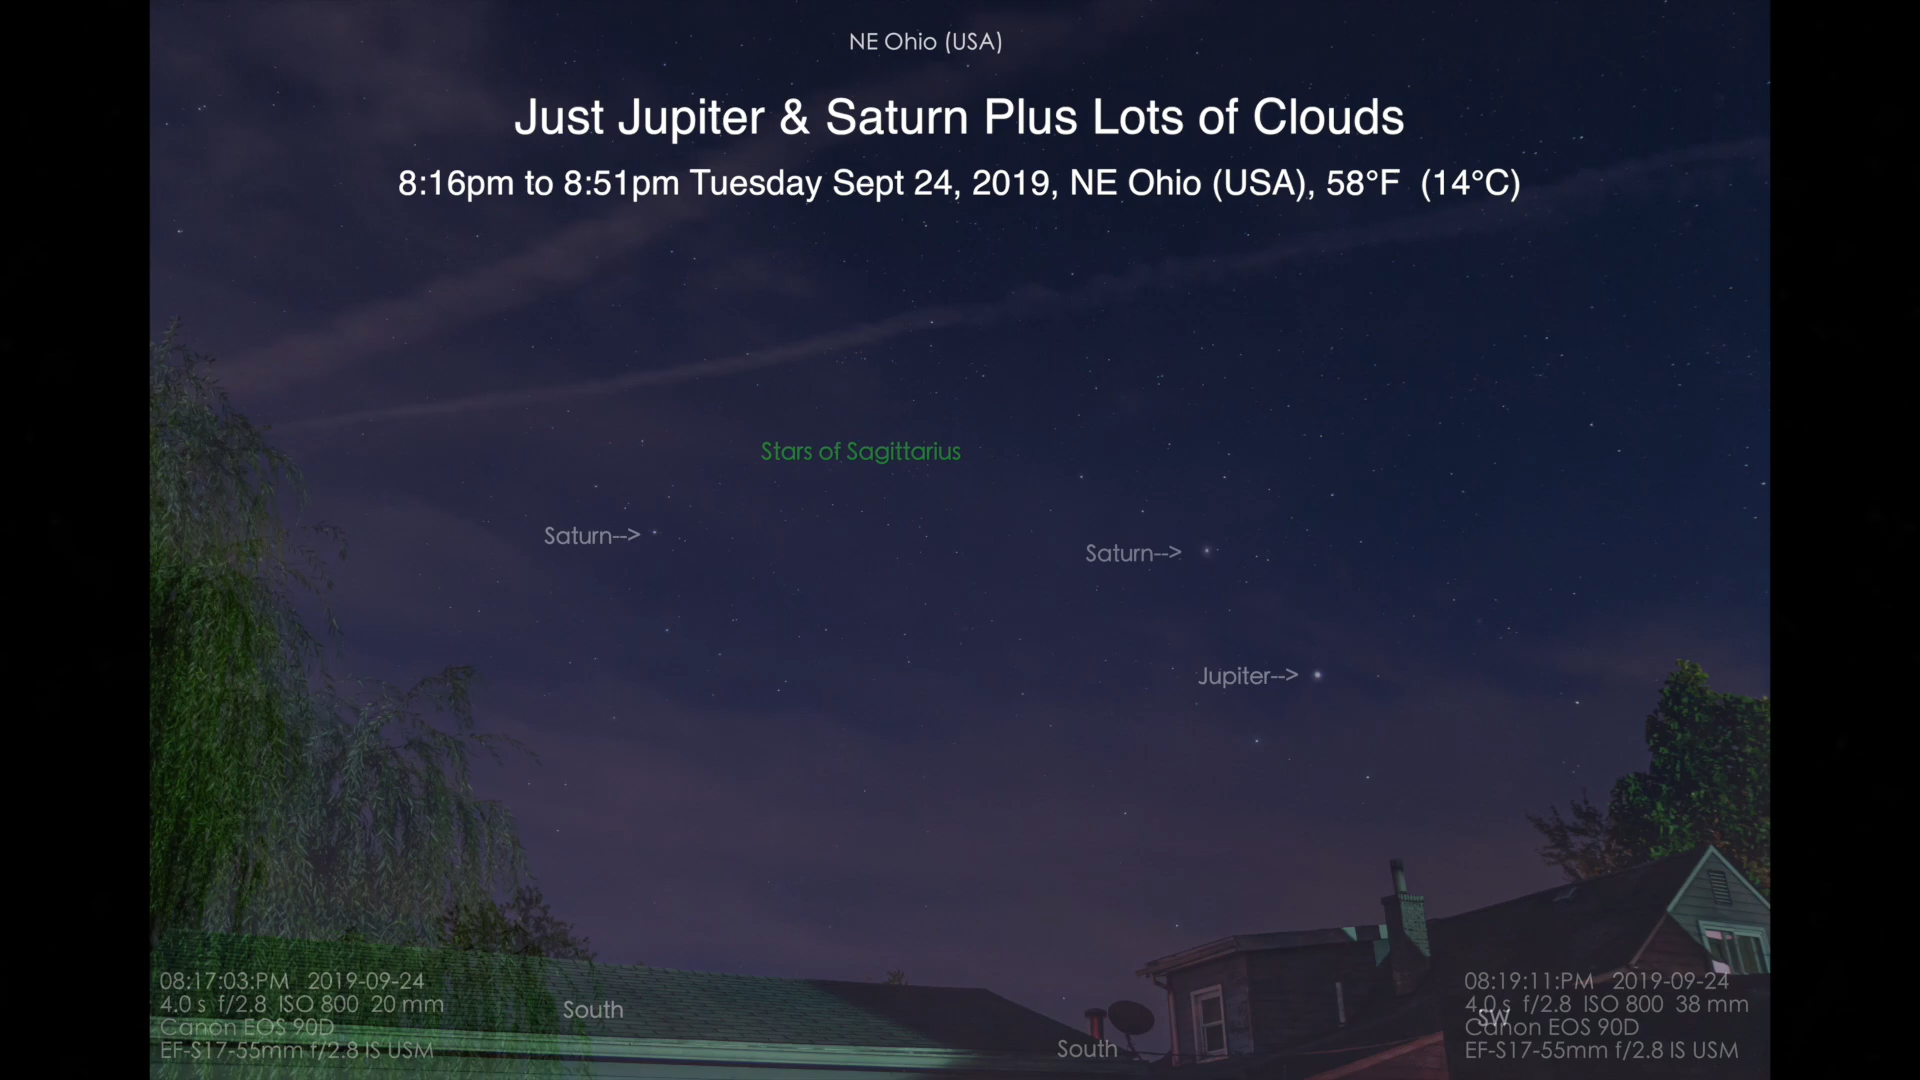 NE Ohio (USA)
Just Jupiter & Saturn Plus Lots of Clouds
8:16pm to 8:51pm Tuesday Sept 24, 2019, NE Ohio (USA), 58°F (14°C)
Stars of Sagittarius
Saturn-->
Saturn-->
Jupiter-->
08:17:03:PM 2019-09-24
4.0 s f/2.8 ISO 800 20 mm
Canon EOS 90D
EF-S17-55mm f/2.8 IS USM
South
South
08:19:11:PM 2019-09-24
4.0 s f/2.8 ISO 800 38 mm
SW
Canon EOS 90D
EF-S17-55mm f/2.8 IS USM